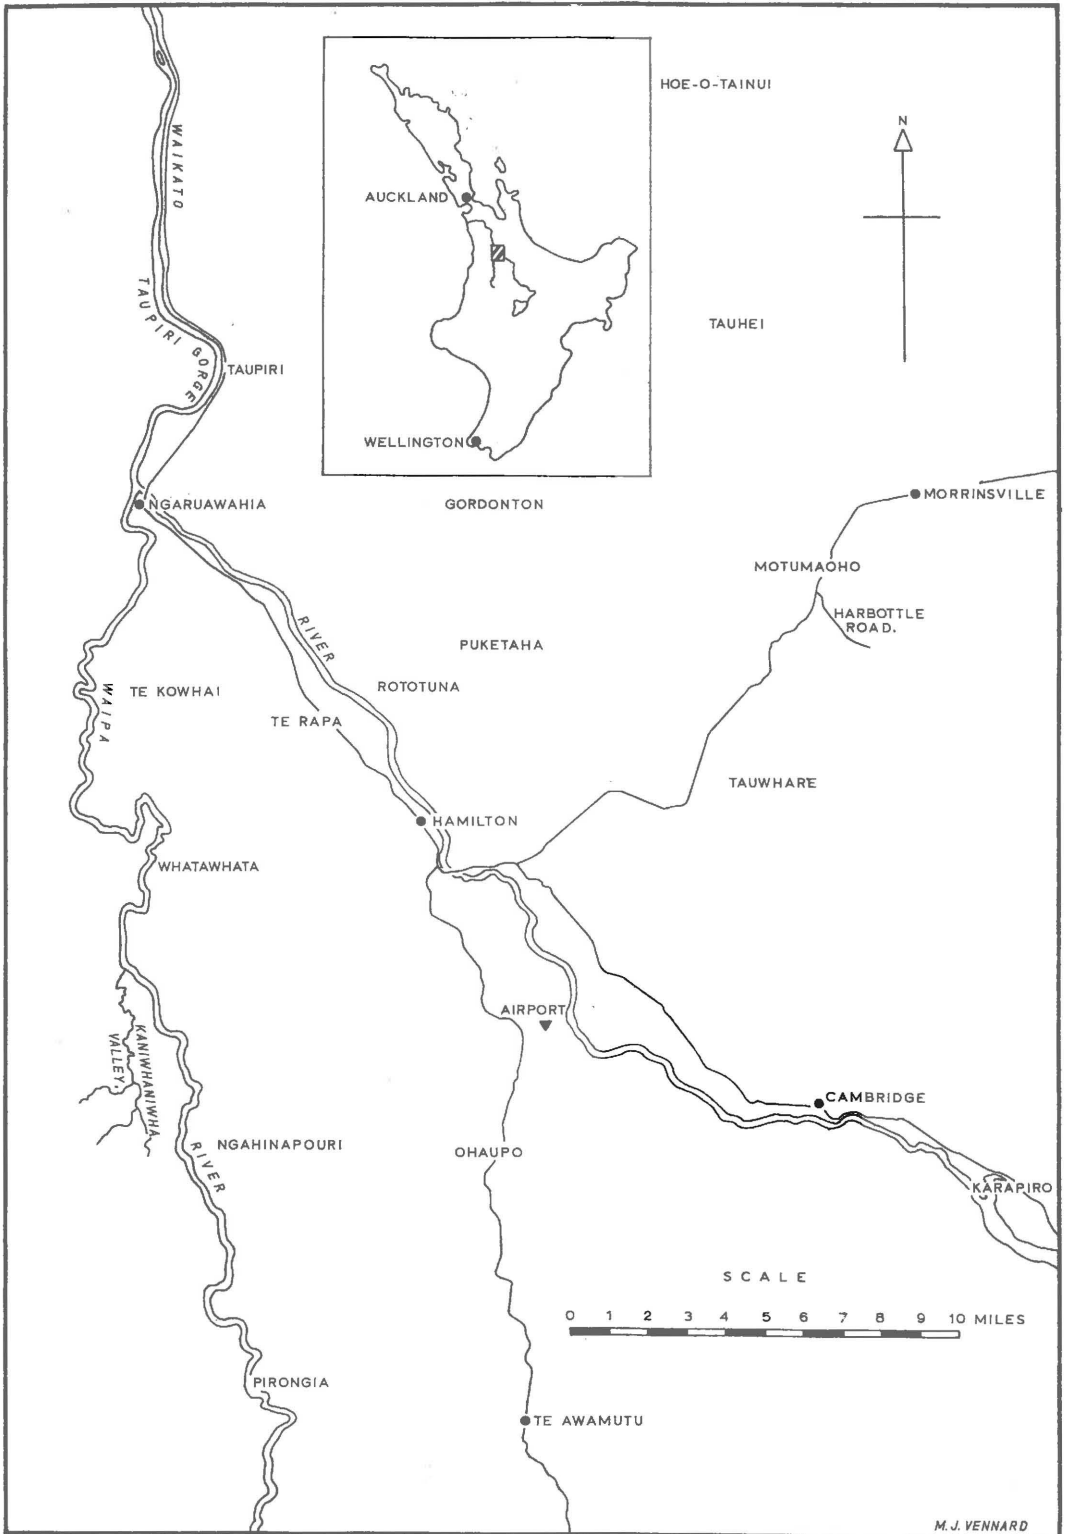 HOE-O-TAINUI
N
WAIKATO
AUCKLAND
TAUPIRI GORGE
TAUHEI
TAUPIRI
WELLINGTON
NGARUAWAHIA
GORDONTON
MORRINSVILLE
MOTUMAOHO
HARBOTTLE
ROAD.
RIVER
PUKETAHA
TE KOWHAI
ROTOTUNA
WAIPA
TE RAPA
TAUWHARE
HAMILTON
WHATAWHATA
AIRPORT
KANIWHANIWHA
VALLEY.
CAMBRIDGE
NGAHINAPOURI
RIVER
OHAUPO
KARAPIRO
SCALE
0 1 2 3 4 5 6 7 8 9 10 MILES
PIRONGIA
TE AWAMUTU
M.J. VENNARD